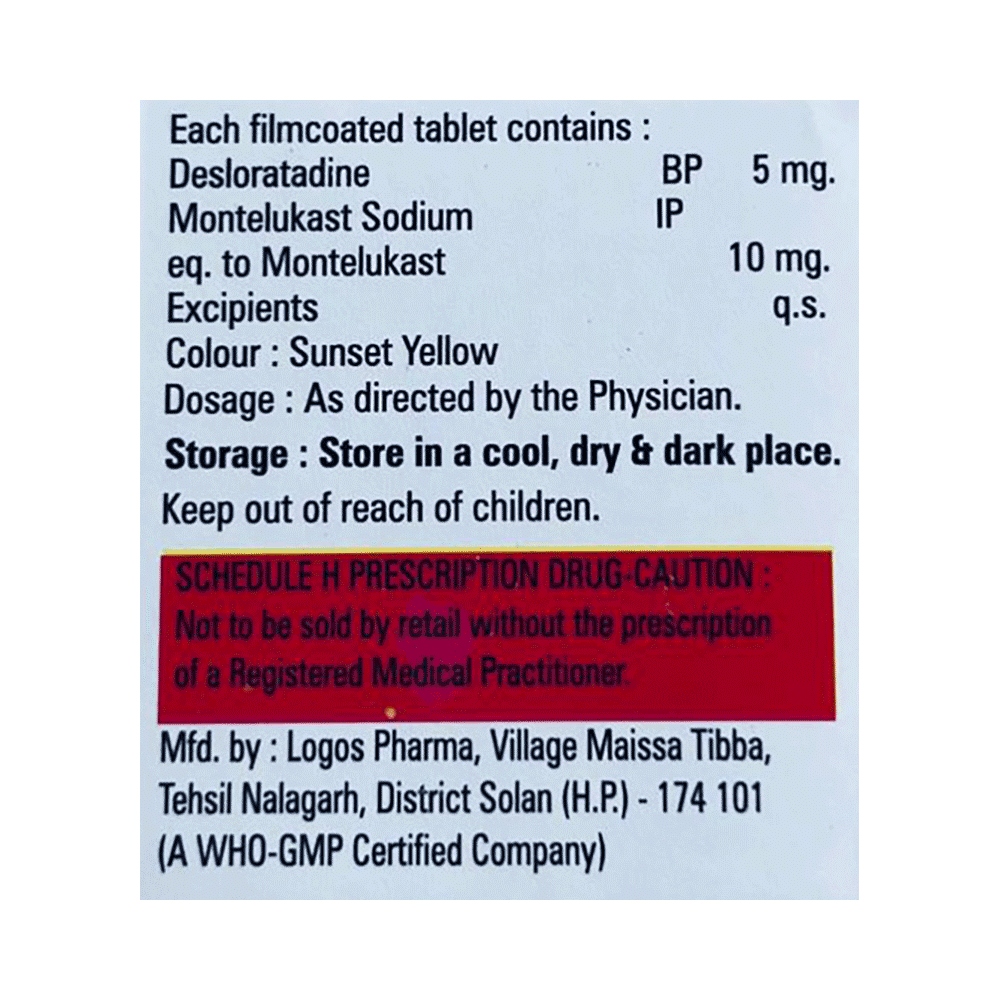 Each filmcoated tablet contains :
Desloratadine BP 5 mg.
Montelukast Sodium IP
eq. to Montelukast 10 mg.
Excipients q.s.
Colour : Sunset Yellow
Dosage : As directed by the Physician.
Storage : Store in a cool, dry & dark place.
Keep out of reach of children.
SCHEDULE H PRESCRIPTION DRUG-CAUTION :
Not to be sold by retail without the prescription
of a Registered Medical Practitioner.
Mfd. by : Logos Pharma, Village Maissa Tibba,
Tehsil Nalagarh, District Solan (H.P.) - 174 101
(A WHO-GMP Certified Company)